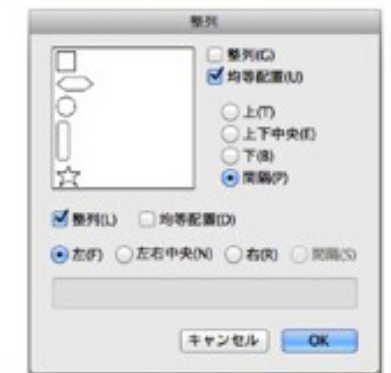 整列
整列(G)
均等配置(U)
上(T)
上下中央(E)
下(B)
間隔(P)
整列(L) 均等配置(D)
左(F) 左右中央(N) 右(R) 間隔(S)
キャンセル OK